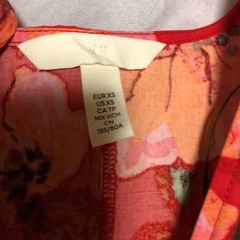 EUR XS
US XS
CA TP
MX XCH
CN
155/80A